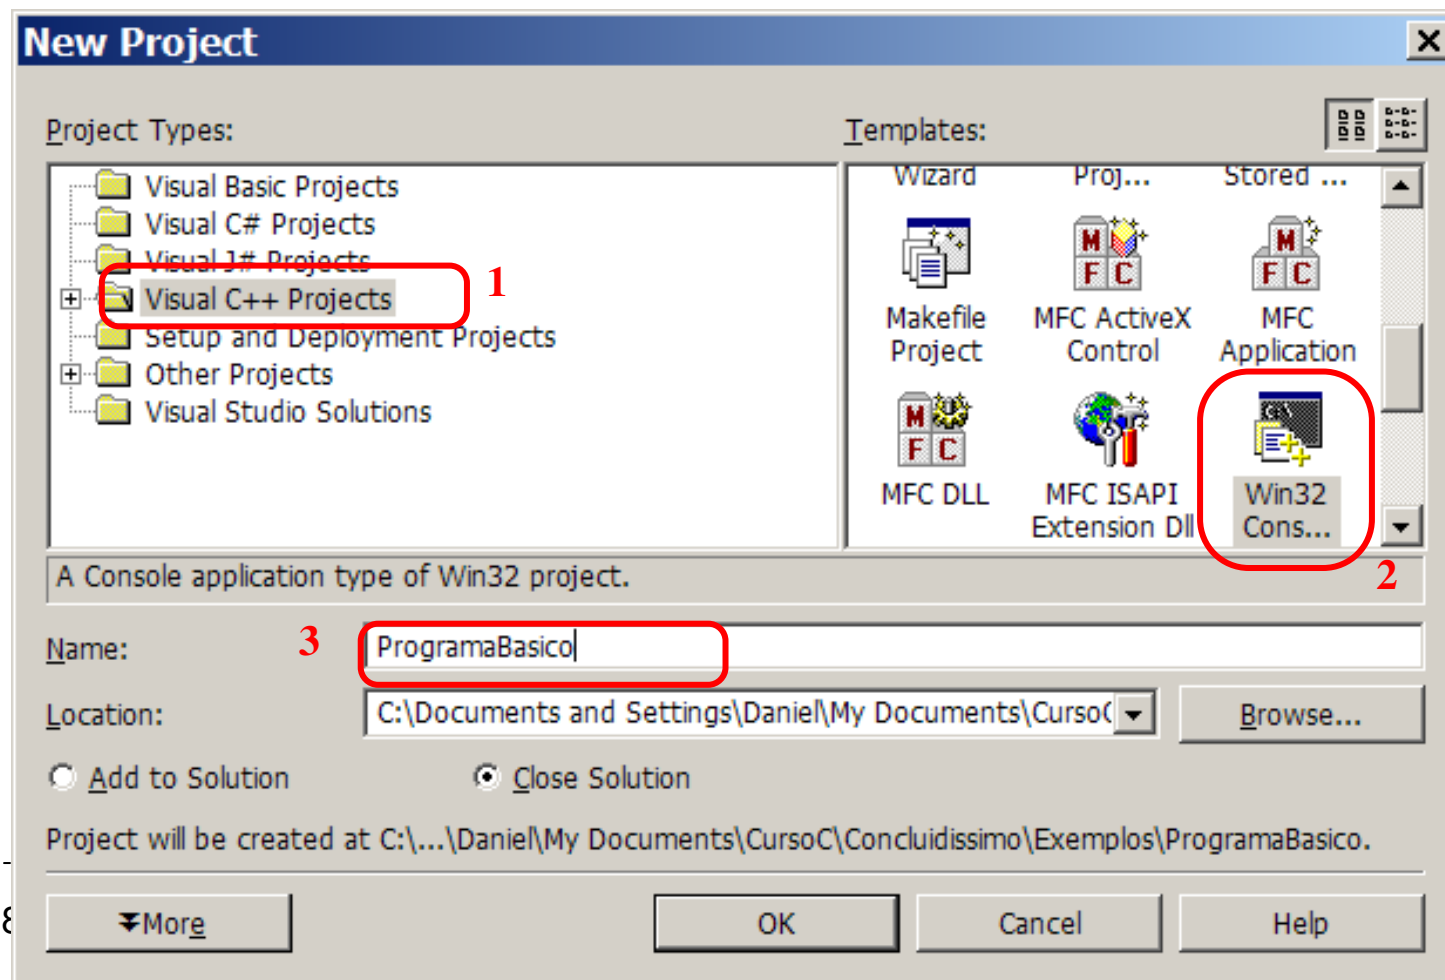 New Project
Project Types:
Templates:
Visual Basic Projects
Visual C# Projects
Visual J# Projects
Visual C++ Projects
1
Setup and Deployment Projects
Other Projects
Visual Studio Solutions
Wizard
Proj...
Stored ...
Makefile
Project
MFC ActiveX
Control
MFC
Application
MFC DLL
MFC ISAPI
Extension Dll
Win32
Cons...
2
A Console application type of Win32 project.
Name:
3
ProgramaBasico
Location:
C:\Documents and Settings\Daniel\My Documents\Curso
Browse...
Add to Solution
Close Solution
Project will be created at C:\...\Daniel\My Documents\CursoC\Concluidissimo\Exemplos\ProgramaBasico.
More
OK
Cancel
Help